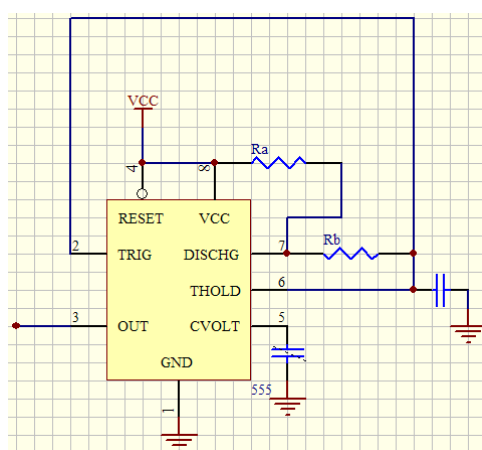 VCC
Ra
4
8
RESET
VCC
2
TRIG
DISCHG
7
Rb
THOLD
6
3
OUT
CVOLT
5
GND
555
1